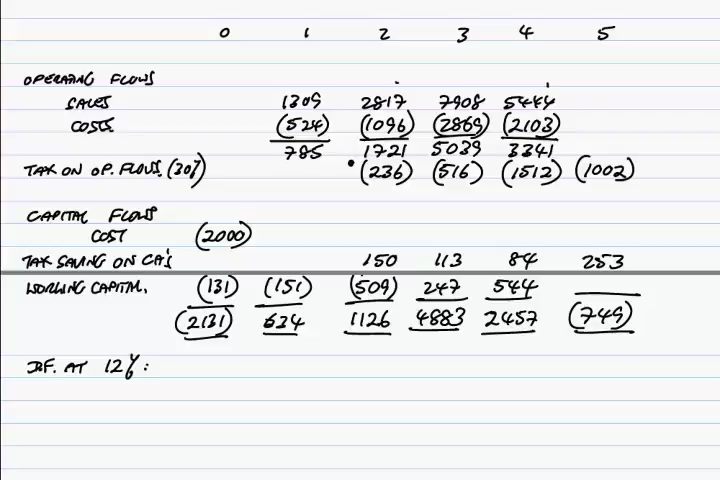 0 1 2 3 4 5
OPERATING FLOWS
SALES 1309 2817 7908 5444
COSTS (524) (1096) (2869) (2103)
785 1721 5039 3341
TAX ON OP. FLOWS (30%) (236) (516) (1512) (1002)
CAPITAL FLOWS
COST (2000)
TAX SAVING ON CA'S 150 113 84 253
WORKING CAPITAL. (131) (151) (509) 247 544
(2131) 634 1126 4883 2457 (749)
D.F. AT 12%: